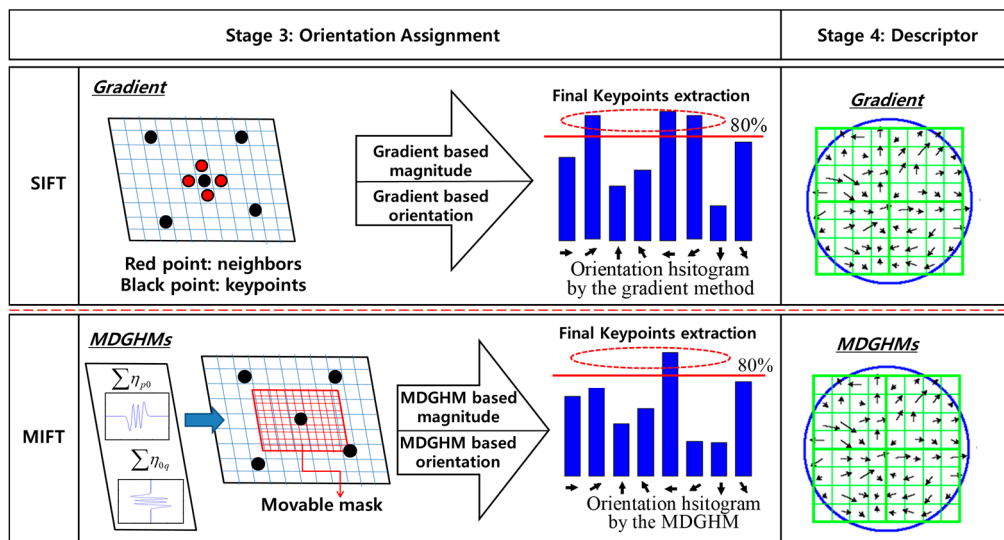 Stage 3: Orientation Assignment
Stage 4: Descriptor
SIFT
Gradient
Red point: neighbors
Black point: keypoints
Gradient based
magnitude
Gradient based
orientation
Final Keypoints extraction
80%
Orientation hsitogram
by the gradient method
Gradient
MIFT
MDGHMs
∑ηp0
∑η0q
Movable mask
MDGHM based
magnitude
MDGHM based
orientation
Final Keypoints extraction
80%
Orientation hsitogram
by the MDGHM
MDGHMs